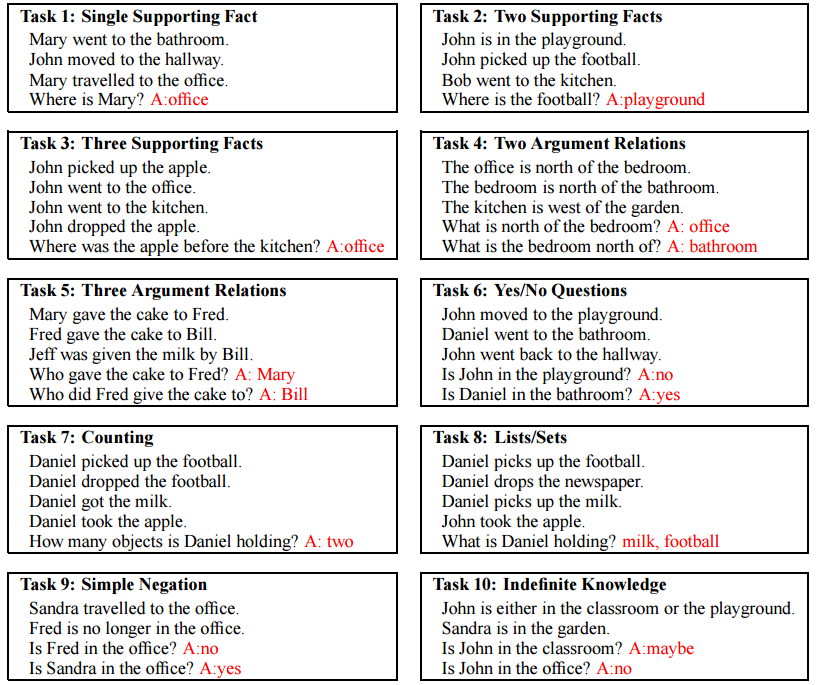 Task 1: Single Supporting Fact
Mary went to the bathroom.
John moved to the hallway.
Mary travelled to the office.
Where is Mary? A:office
Task 2: Two Supporting Facts
John is in the playground.
John picked up the football.
Bob went to the kitchen.
Where is the football? A:playground
Task 3: Three Supporting Facts
John picked up the apple.
John went to the office.
John went to the kitchen.
John dropped the apple.
Where was the apple before the kitchen? A:office
Task 4: Two Argument Relations
The office is north of the bedroom.
The bedroom is north of the bathroom.
The kitchen is west of the garden.
What is north of the bedroom? A: office
What is the bedroom north of? A: bathroom
Task 5: Three Argument Relations
Mary gave the cake to Fred.
Fred gave the cake to Bill.
Jeff was given the milk by Bill.
Who gave the cake to Fred? A: Mary
Who did Fred give the cake to? A: Bill
Task 6: Yes/No Questions
John moved to the playground.
Daniel went to the bathroom.
John went back to the hallway.
Is John in the playground? A:no
Is Daniel in the bathroom? A:yes
Task 7: Counting
Daniel picked up the football.
Daniel dropped the football.
Daniel got the milk.
Daniel took the apple.
How many objects is Daniel holding? A: two
Task 8: Lists/Sets
Daniel picks up the football.
Daniel drops the newspaper.
Daniel picks up the milk.
John took the apple.
What is Daniel holding? milk, football
Task 9: Simple Negation
Sandra travelled to the office.
Fred is no longer in the office.
Is Fred in the office? A:no
Is Sandra in the office? A:yes
Task 10: Indefinite Knowledge
John is either in the classroom or the playground.
Sandra is in the garden.
Is John in the classroom? A:maybe
Is John in the office? A:no